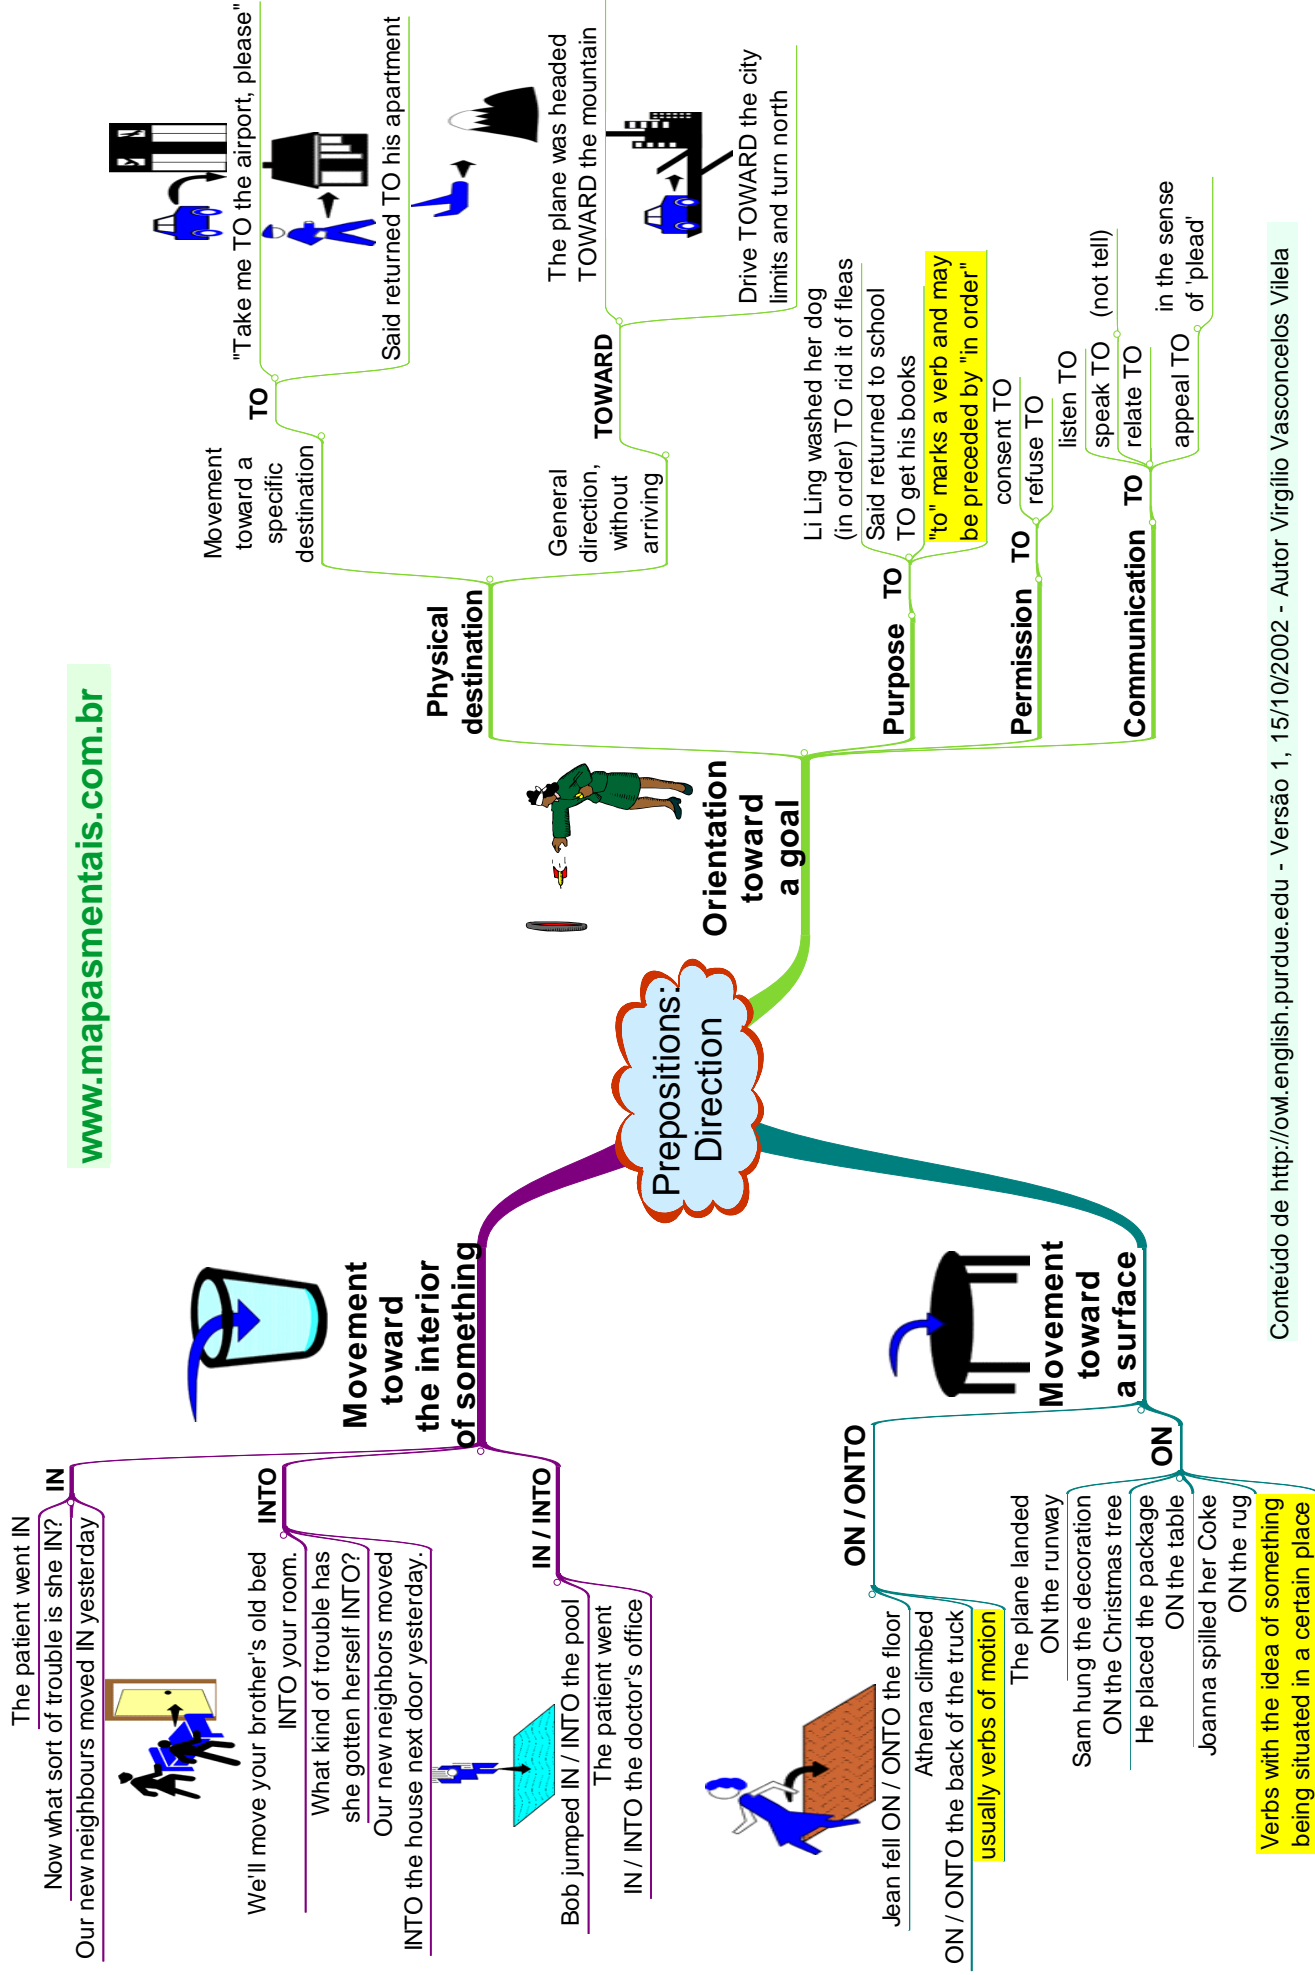 www.mapasmentais.com.br
Prepositions:
Direction
Orientation
toward
a goal
Physical
destination
Movement
toward a
specific
destination
TO
"Take me TO the airport, please"
Said returned TO his apartment
General
direction,
without
arriving
TOWARD
The plane was headed
TOWARD the mountain
Drive TOWARD the city
limits and turn north
Purpose
TO
Li Ling washed her dog
(in order) TO rid it of fleas
Said returned to school
TO get his books
"to" marks a verb and may
be preceded by "in order"
Permission
TO
consent TO
refuse TO
Communication
TO
listen TO
speak TO
(not tell)
relate TO
appeal TO
in the sense
of 'plead'
Movement
toward
a surface
ON / ONTO
Jean fell ON / ONTO the floor
Athena climbed
ON / ONTO the back of the truck
usually verbs of motion
ON
The plane landed
ON the runway
Sam hung the decoration
ON the Christmas tree
He placed the package
ON the table
Joanna spilled her Coke
ON the rug
Verbs with the idea of something
being situated in a certain place
Movement
toward
the interior
of something
IN
The patient went IN
Now what sort of trouble is she IN?
Our new neighbours moved IN yesterday
INTO
We'll move your brother's old bed
INTO your room.
What kind of trouble has
she gotten herself INTO?
Our new neighbors moved
INTO the house next door yesterday.
IN / INTO
Bob jumped IN / INTO the pool
The patient went
IN / INTO the doctor's office
Conteúdo de http://owl.english.purdue.edu - Versão 1, 15/10/2002 - Autor Virgílio Vasconcelos Vilela